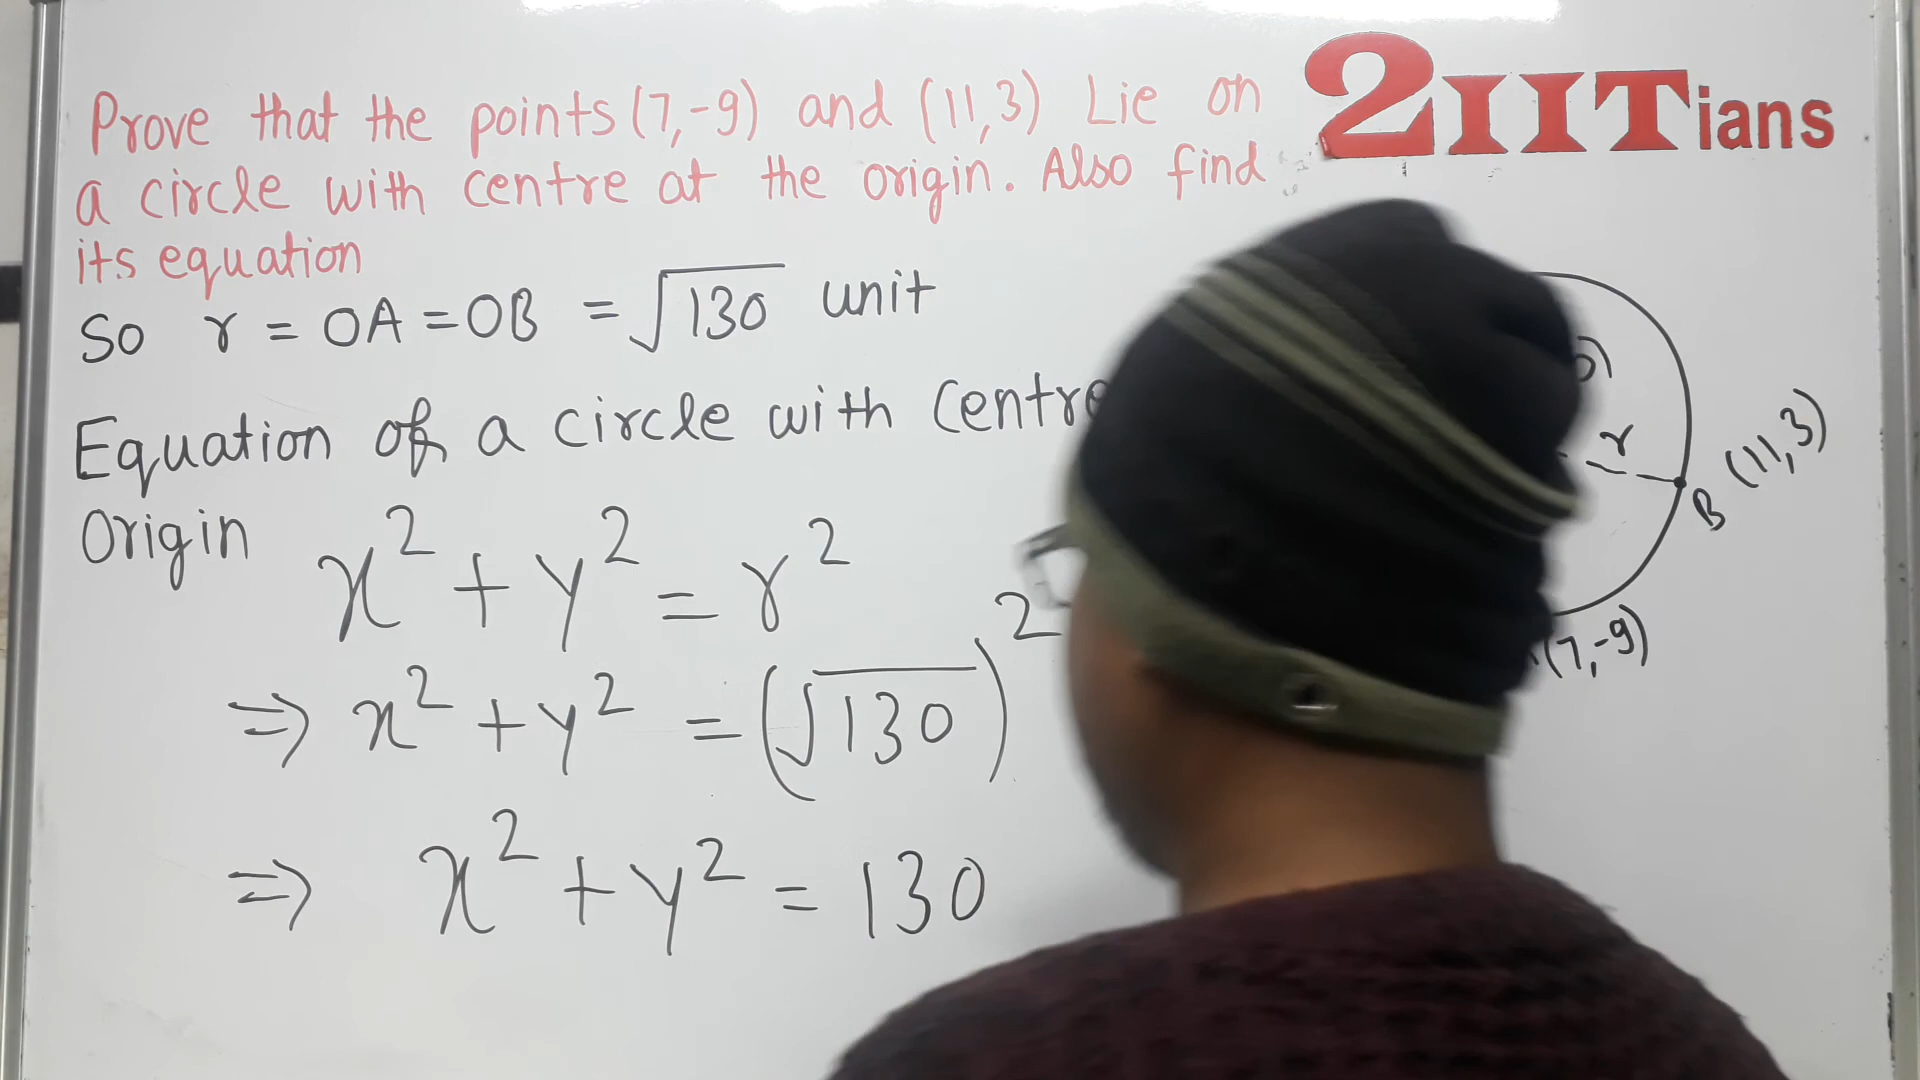 Prove that the points (7,-9) and (11,3) Lie on
a circle with centre at the origin. Also find
its equation
2IITians
So r = OA = OB = √130 unit
Equation of a circle with Centre
Origin
x² + y² = r²
⇒ x² + y² = (√130)²
⇒ x² + y² = 130
r
B (11,3)
(7,-9)